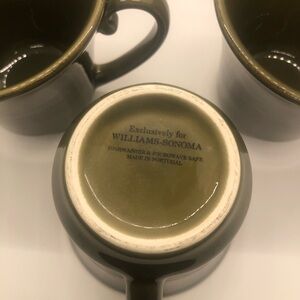 Exclusively for
WILLIAMS-SONOMA
DISHWASHER & MICROWAVE SAFE
MADE IN PORTUGAL